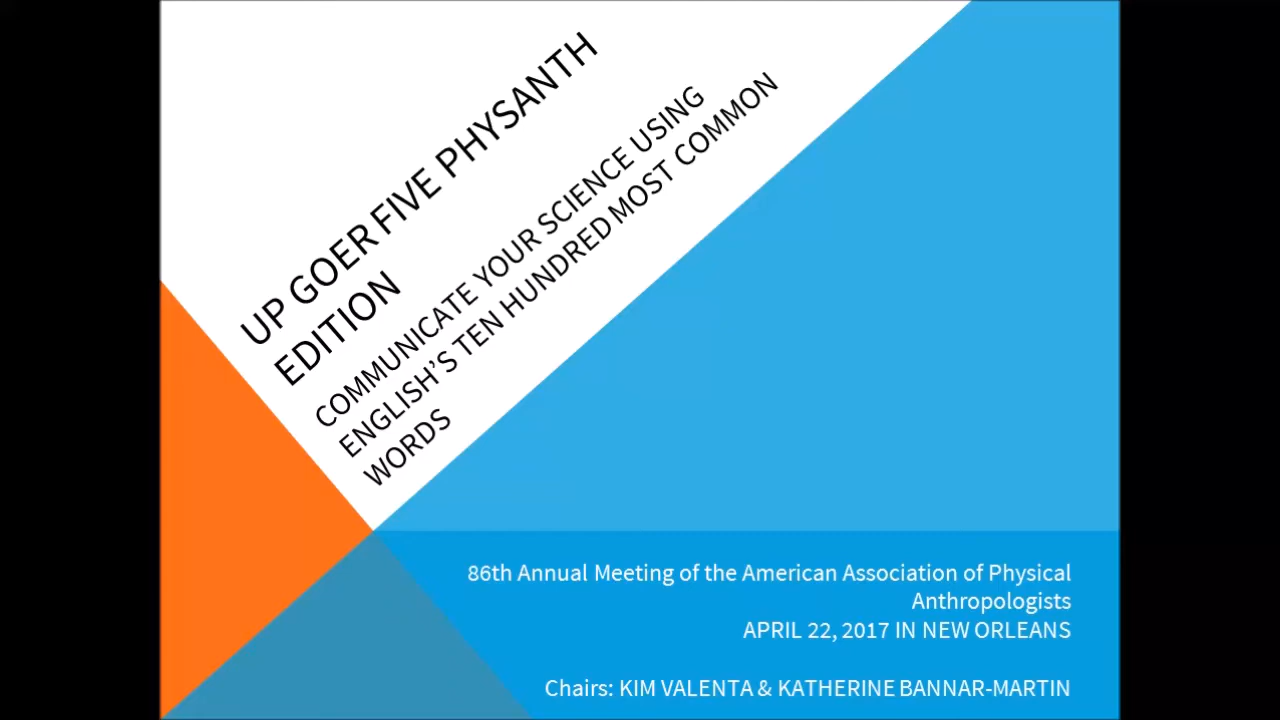 UP GOER FIVE PHYSANTH
EDITION
COMMUNICATE YOUR SCIENCE USING
ENGLISH’S TEN HUNDRED MOST COMMON
WORDS
86th Annual Meeting of the American Association of Physical
Anthropologists
APRIL 22, 2017 IN NEW ORLEANS
Chairs: KIM VALENTA & KATHERINE BANNAR-MARTIN